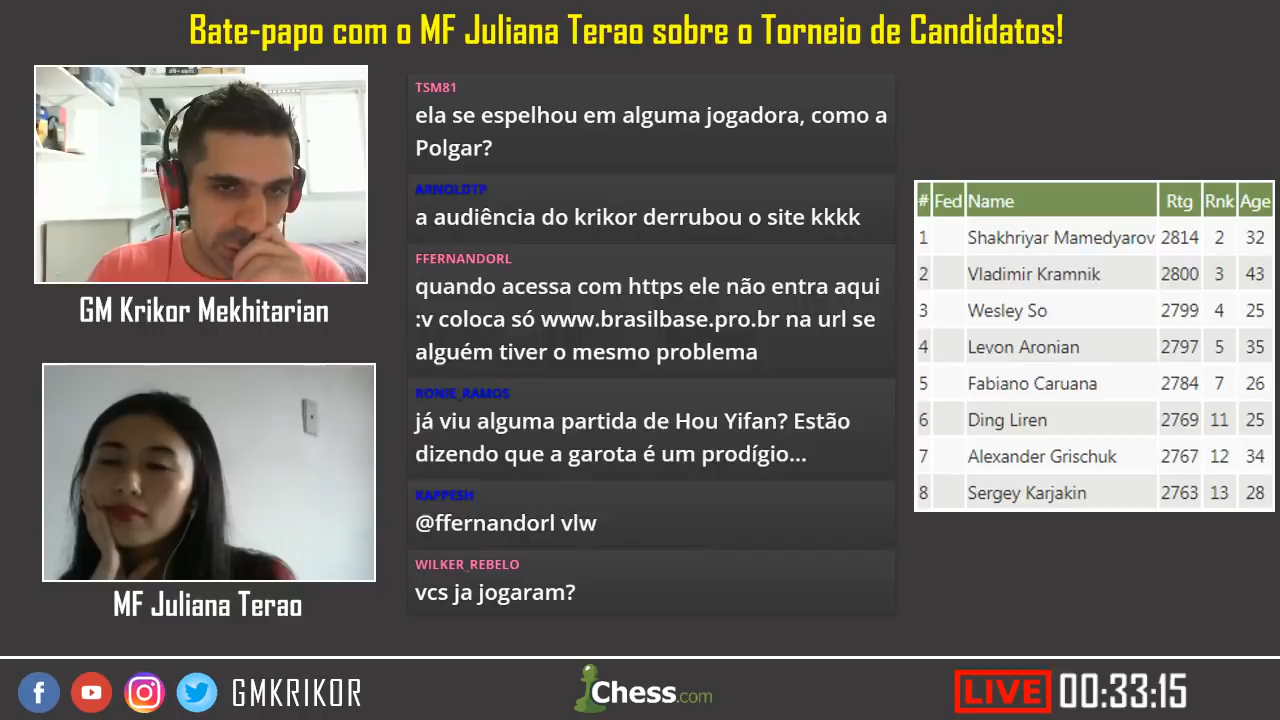 Bate-papo com o MF Juliana Terao sobre o Torneio de Candidatos!
GM Krikor Mekhitarian
MF Juliana Terao
TSM81
ela se espelhou em alguma jogadora, como a
Polgar?
ARNOLDTP
a audiência do krikor derrubou o site kkkk
FFERNANDORL
quando acessa com https ele não entra aqui
:v coloca só www.brasilbase.pro.br na url se
alguém tiver o mesmo problema
RONIE_RAMOS
já viu alguma partida de Hou Yifan? Estão
dizendo que a garota é um prodígio...
KAPPESH
@ffernandorl vlw
WILKER_REBELO
vcs ja jogaram?
# Fed Name Rtg Rnk Age
1 Shakhriyar Mamedyarov 2814 2 32
2 Vladimir Kramnik 2800 3 43
3 Wesley So 2799 4 25
4 Levon Aronian 2797 5 35
5 Fabiano Caruana 2784 7 26
6 Ding Liren 2769 11 25
7 Alexander Grischuk 2767 12 34
8 Sergey Karjakin 2763 13 28
GMKRIKOR
Chess.com
LIVE 00:33:15